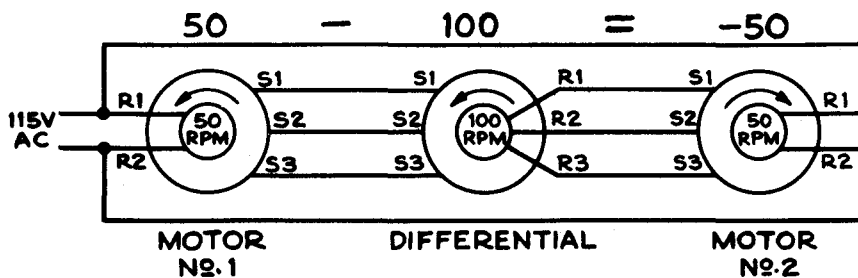 50 − 100 = -50
R1 S1 S1 R1 S1 R1
115V AC
50 RPM S2 S2 100 RPM R2 S2 50 RPM
R2 S3 S3 R3 S3 R2
MOTOR Nº.1 DIFFERENTIAL MOTOR Nº.2